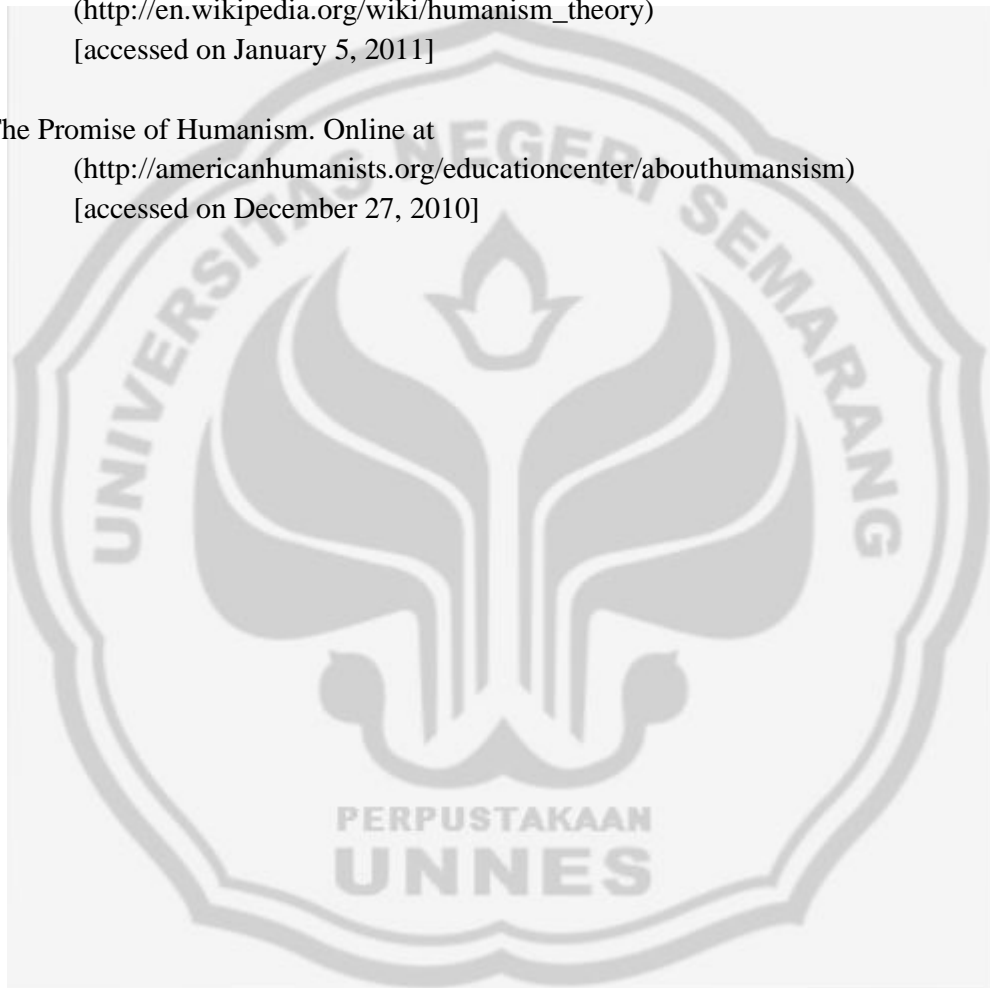 (http://en.wikipedia.org/wiki/humanism_theory)
[accessed on January 5, 2011]
he Promise of Humanism. Online at
(http://americanhumanists.org/educationcenter/abouthumansism)
[accessed on December 27, 2010]
UNIVERSITAS NEGERI SEMARANG
PERPUSTAKAAN
UNNES